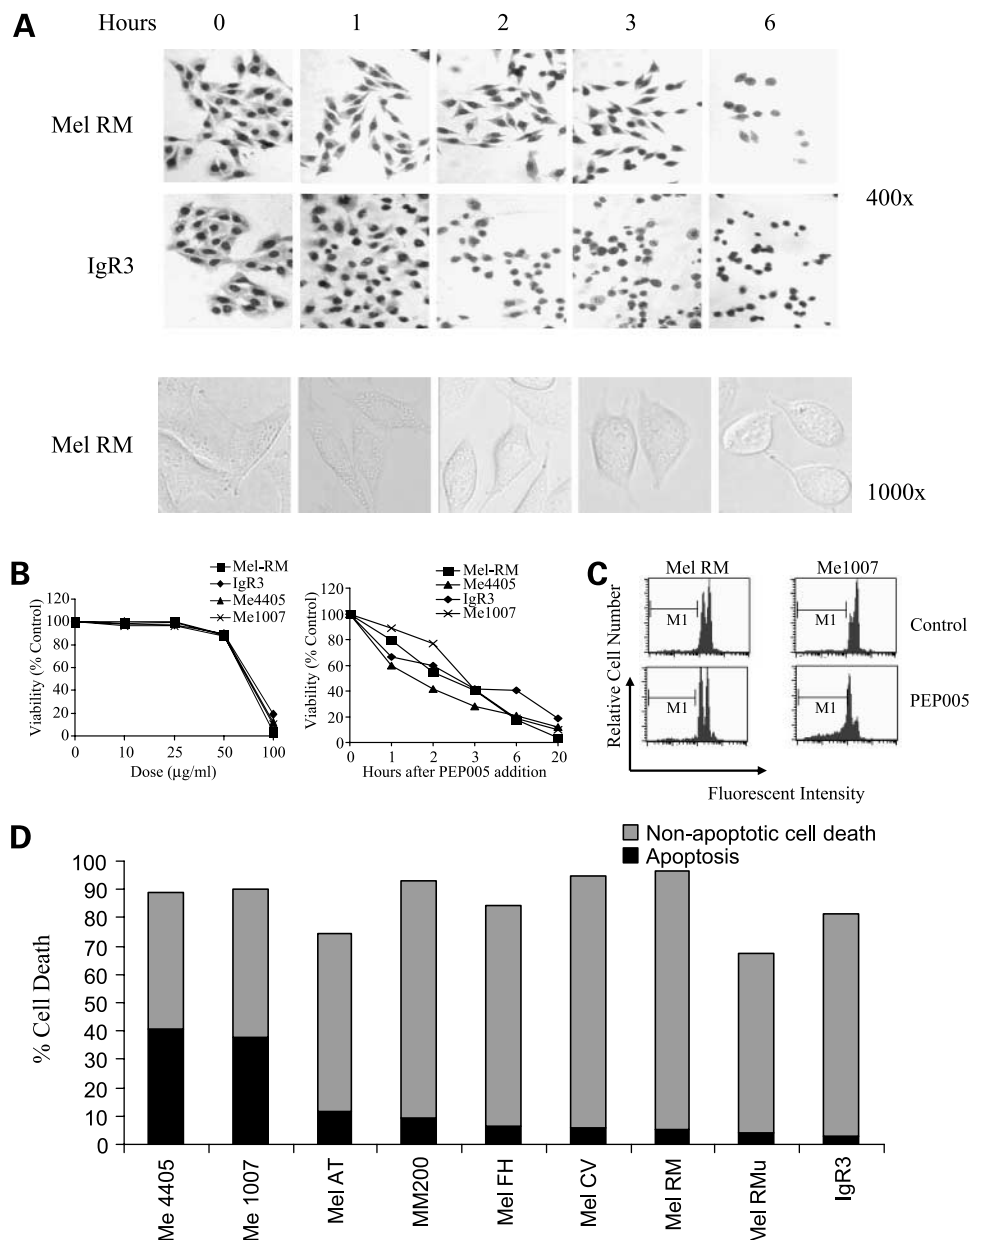 A
Hours 0 1 2 3 6
Mel RM
400x
IgR3
Mel RM
1000x
B
Mel-RM
IgR3
Me4405
Me1007
120
100
80
60
40
20
0
0 10 25 50 100
Viability (% Control)
Dose (µg/ml)
Mel-RM
Me4405
IgR3
Me1007
120
100
80
60
40
20
0
0 1 2 3 6 20
Viability (% Control)
Hours after PEP005 addition
C
Mel RM Me1007
M1 M1 Control
M1 M1 PEP005
Relative Cell Number
Fluorescent Intensity
D
Non-apoptotic cell death
Apoptosis
100
90
80
70
60
50
40
30
20
10
0
% Cell Death
Me 4405 Me 1007 Mel AT MM200 Mel FH Mel CV Mel RM Mel RMu IgR3